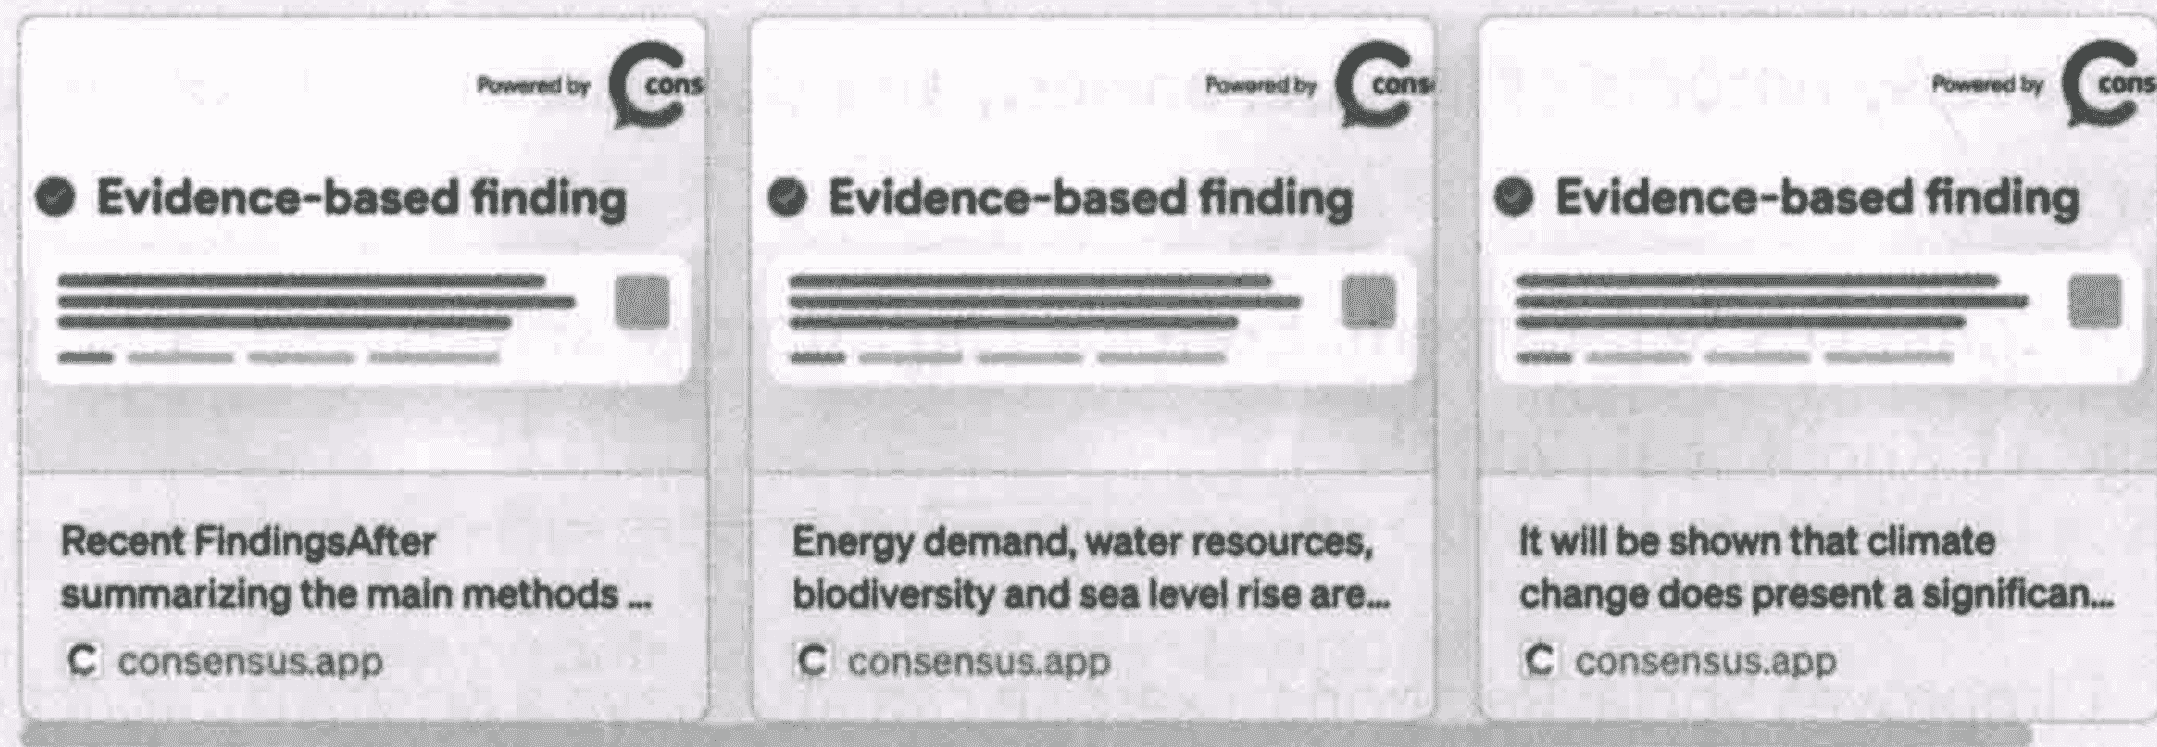 Powered by
cons
Evidence-based finding
Recent FindingsAfter
summarizing the main methods ...
C consensus.app
Powered by
cons
Evidence-based finding
Energy demand, water resources,
biodiversity and sea level rise are...
C consensus.app
Powered by
cons
Evidence-based finding
It will be shown that climate
change does present a significan...
C consensus.app